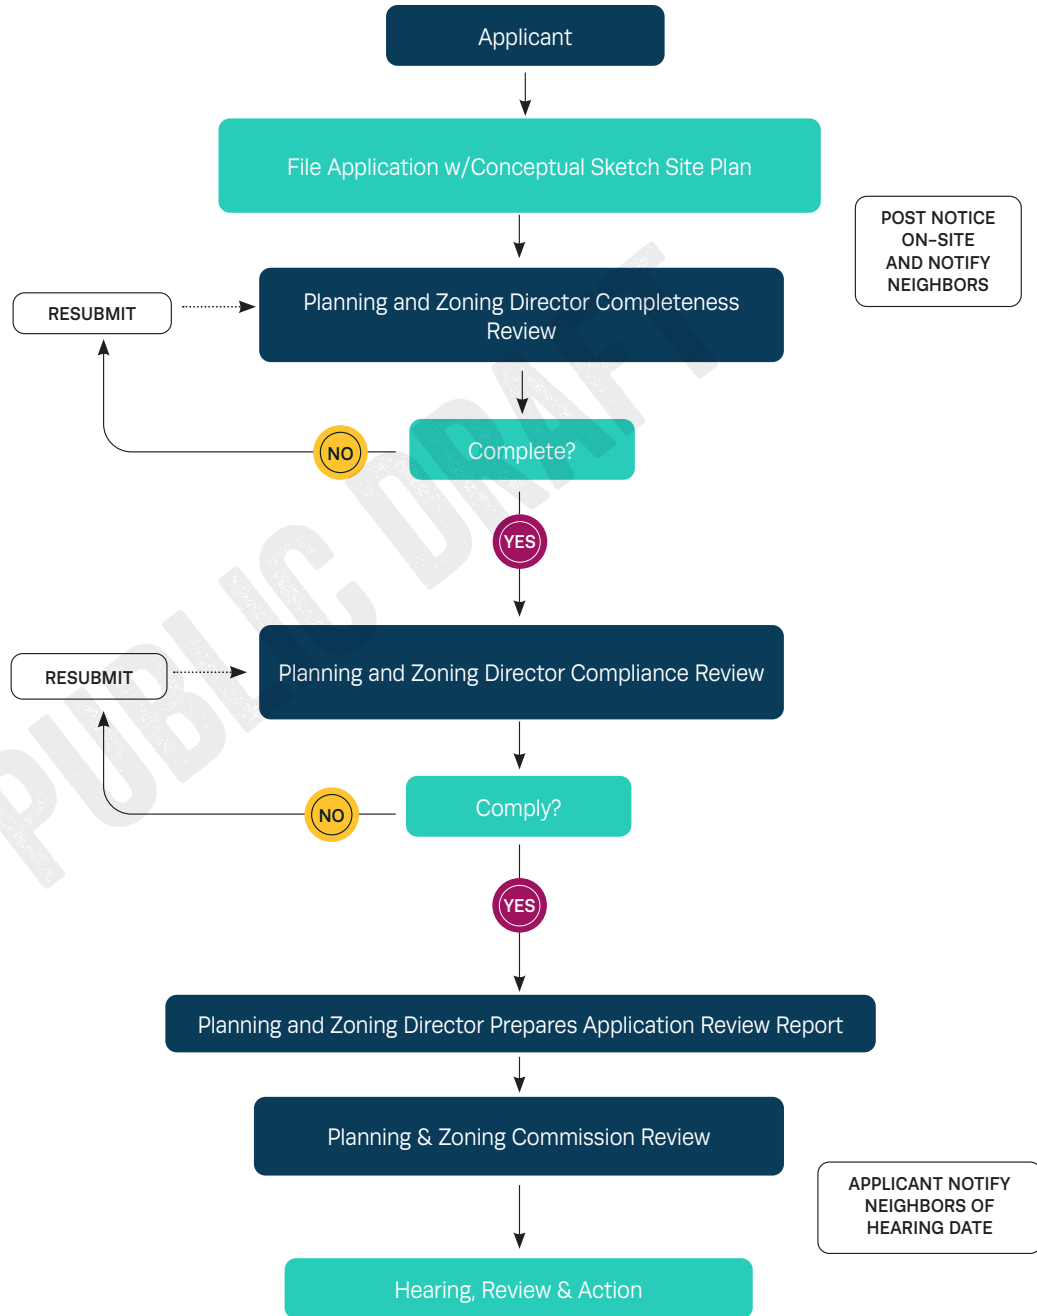 Applicant
File Application w/Conceptual Sketch Site Plan
POST NOTICE
ON-SITE
AND NOTIFY
NEIGHBORS
Planning and Zoning Director Completeness
Review
RESUBMIT
Complete?
NO
YES
Planning and Zoning Director Compliance Review
RESUBMIT
Comply?
NO
YES
Planning and Zoning Director Prepares Application Review Report
Planning & Zoning Commission Review
APPLICANT NOTIFY
NEIGHBORS OF
HEARING DATE
Hearing, Review & Action
PUBLIC DRAFT